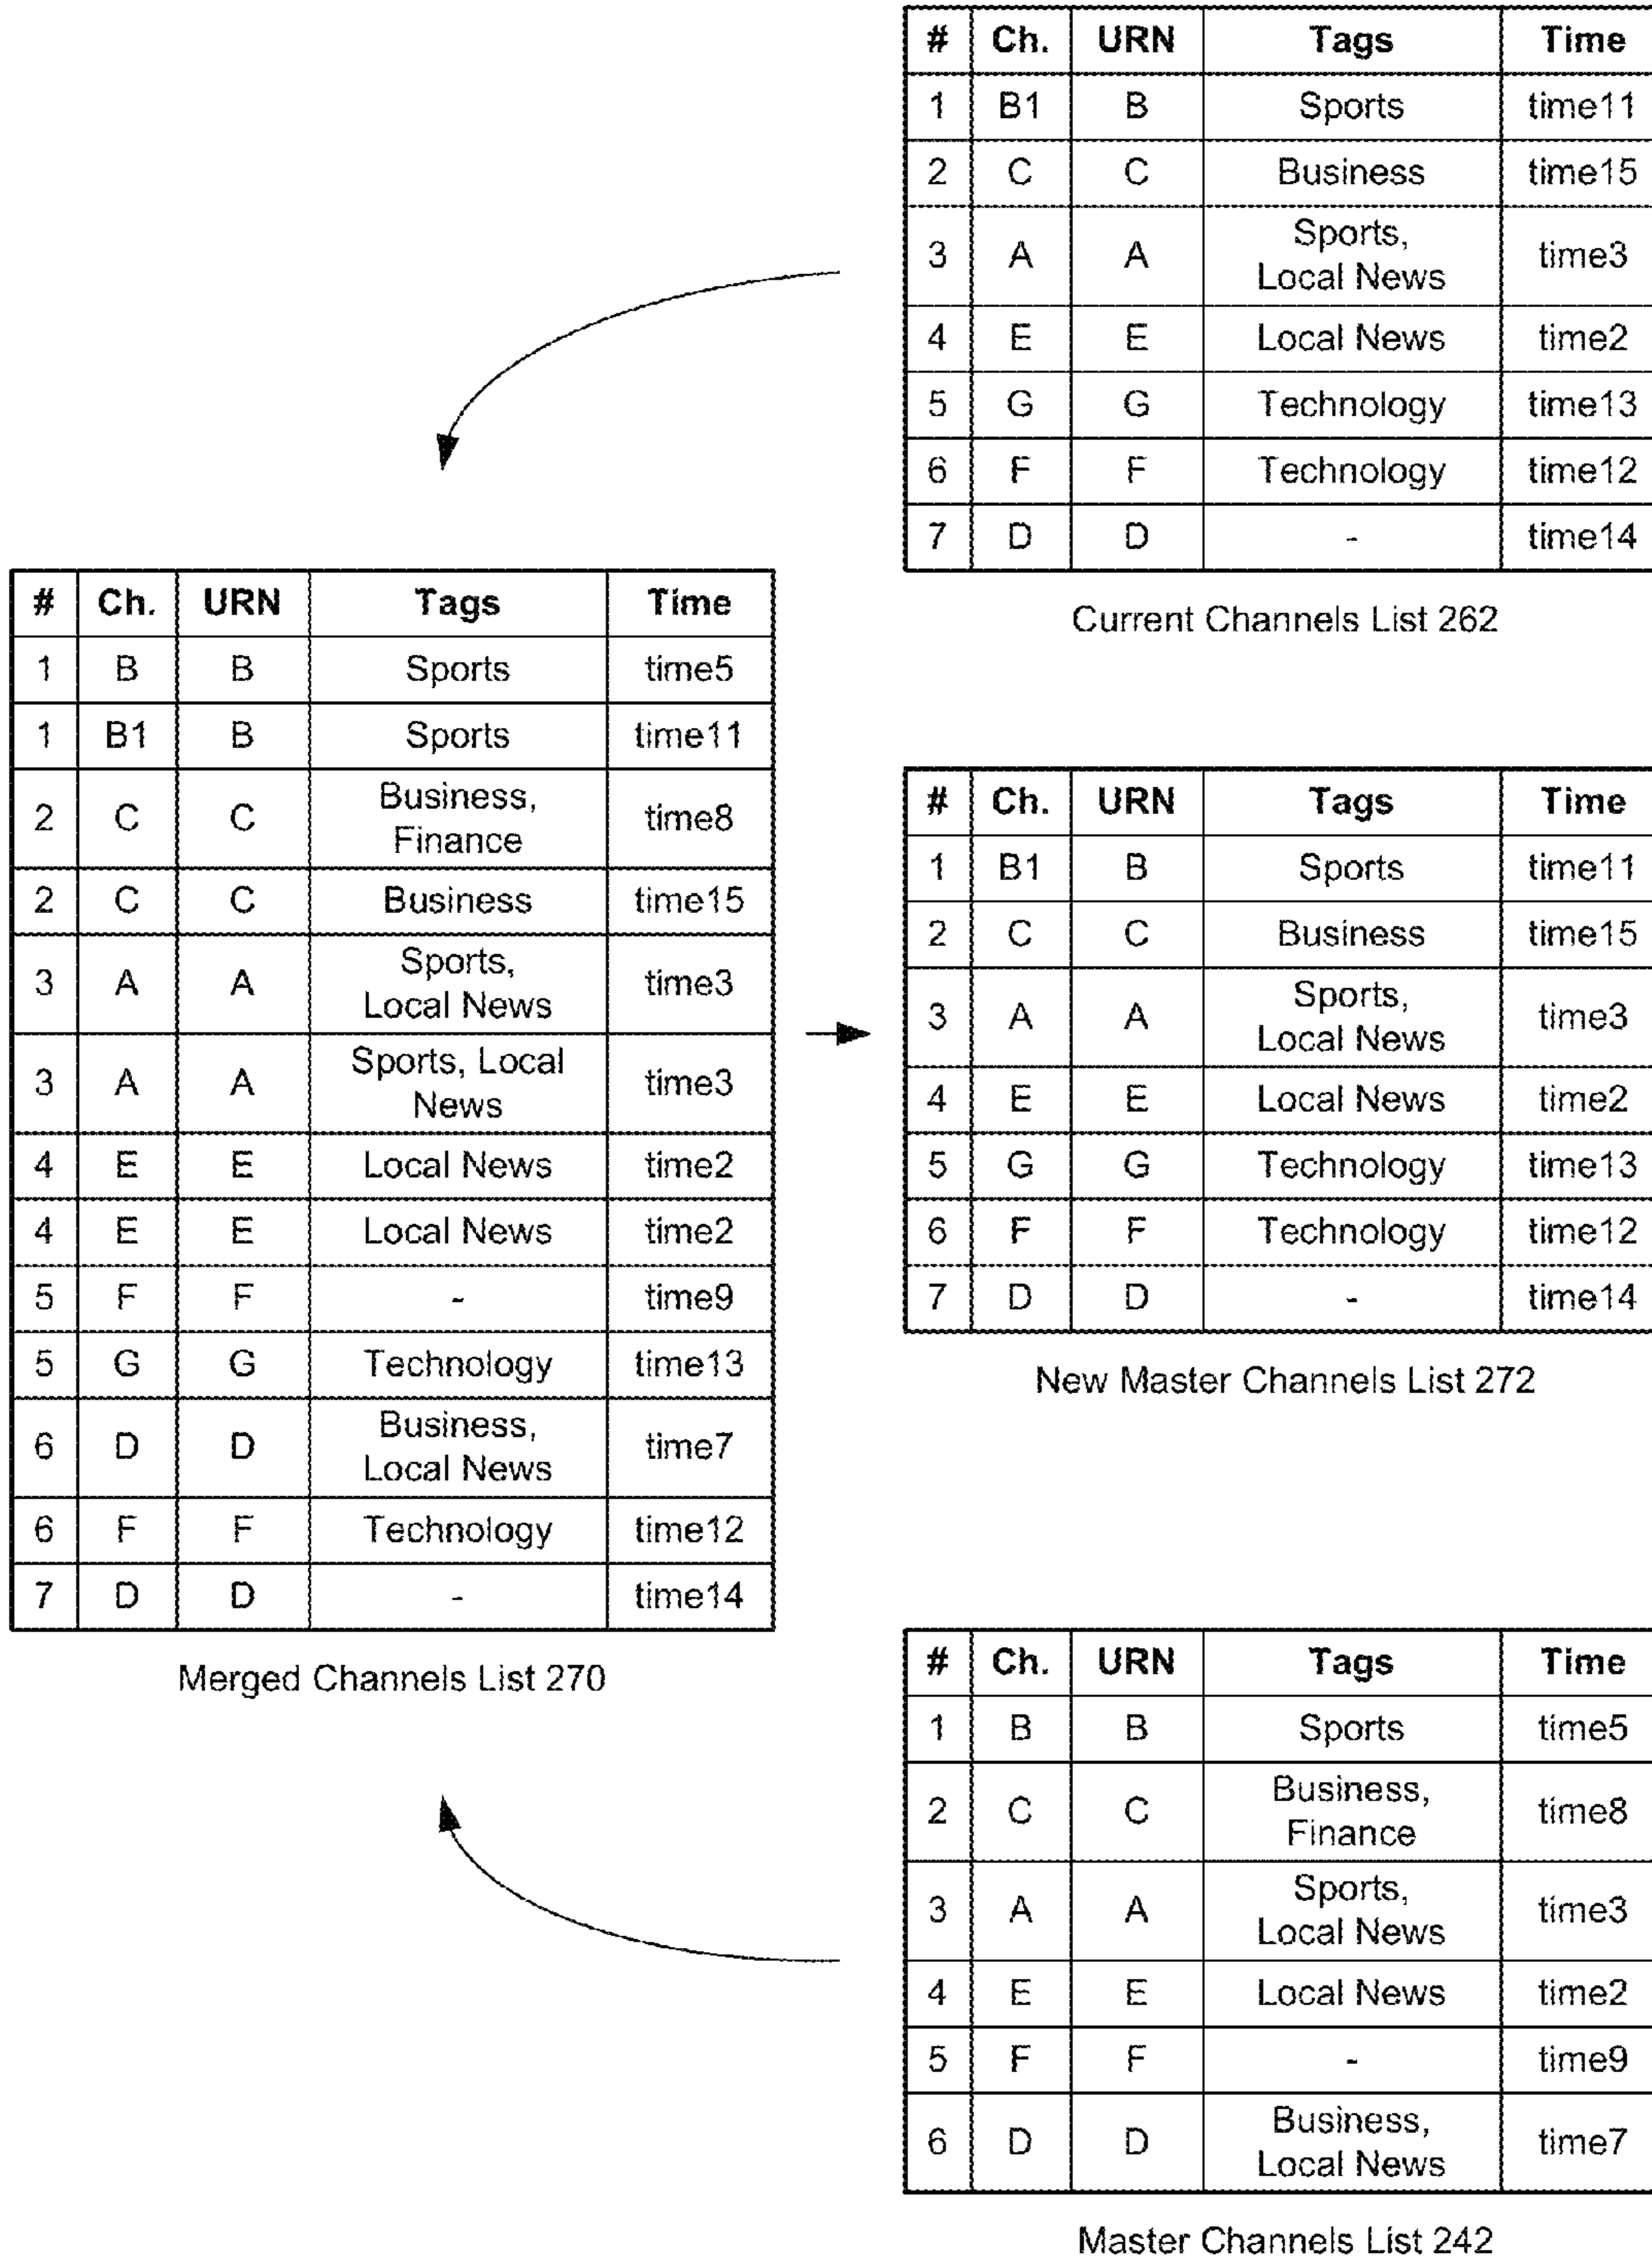 # Ch. URN Tags Time
1 B1 B Sports time11
2 C C Business time15
3 A A Sports, time3
Local News
4 E E Local News time2
5 G G Technology time13
6 F F Technology time12
7 D D - time14
Current Channels List 262
# Ch. URN Tags Time
1 B B Sports time5
1 B1 B Sports time11
2 C C Business, time8
Finance
2 C C Business time15
3 A A Sports, time3
Local News
3 A A Sports, Local time3
News
4 E E Local News time2
4 E E Local News time2
5 F F - time9
5 G G Technology time13
6 D D Business, time7
Local News
6 F F Technology time12
7 D D - time14
Merged Channels List 270
# Ch. URN Tags Time
1 B1 B Sports time11
2 C C Business time15
3 A A Sports, time3
Local News
4 E E Local News time2
5 G G Technology time13
6 F F Technology time12
7 D D - time14
New Master Channels List 272
# Ch. URN Tags Time
1 B B Sports time5
2 C C Business, time8
Finance
3 A A Sports, time3
Local News
4 E E Local News time2
5 F F - time9
6 D D Business, time7
Local News
Master Channels List 242